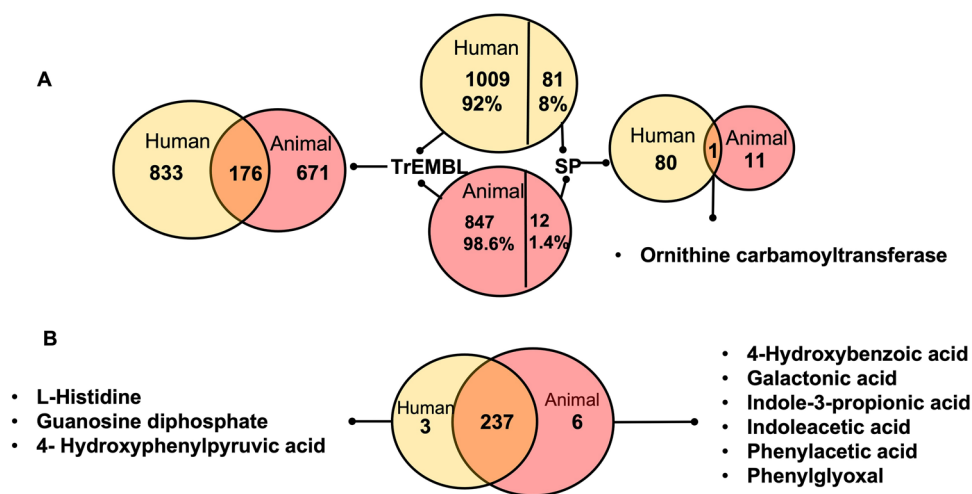 A
Human
1009
92%
81
8%
Human
833
176
Animal
671
TrEMBL
SP
Human
80
1
Animal
11
Animal
847
98.6%
12
1.4%
• Ornithine carbamoyltransferase
B
• L-Histidine
• Guanosine diphosphate
• 4- Hydroxyphenylpyruvic acid
Human
3
237
Animal
6
• 4-Hydroxybenzoic acid
• Galactonic acid
• Indole-3-propionic acid
• Indoleacetic acid
• Phenylacetic acid
• Phenylglyoxal